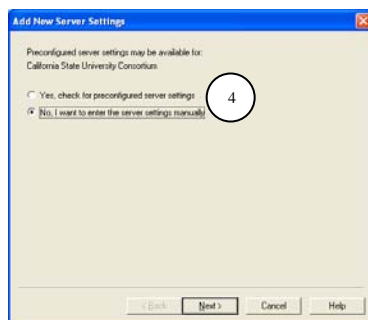 Add New Server Settings
Preconfigured server settings may be available for:
California State University Consortium
Yes, check for preconfigured server settings
4
No, I want to enter the server settings manually
< Back
Next >
Cancel
Help